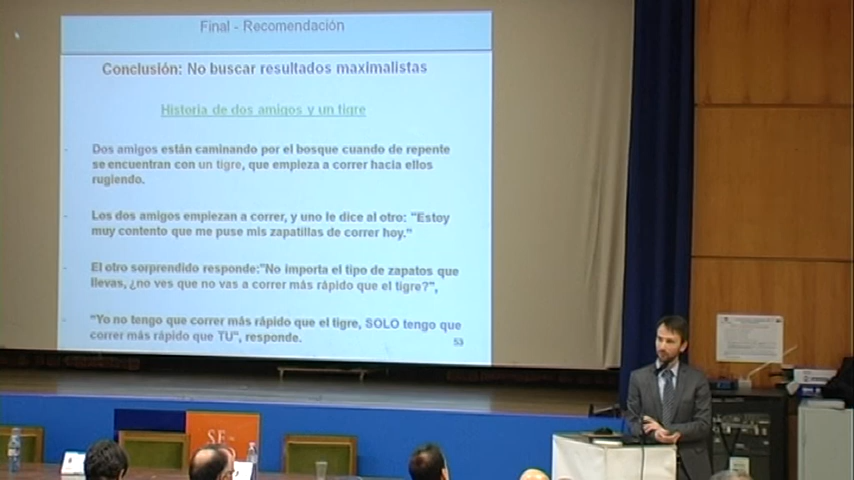 Final - Recomendación
Conclusión: No buscar resultados maximalistas
Historia de dos amigos y un tigre
Dos amigos están caminando por el bosque cuando de repente
se encuentran con un tigre, que empieza a correr hacia ellos
rugiendo.
Los dos amigos empiezan a correr, y uno le dice al otro: "Estoy
muy contento que me puse mis zapatillas de correr hoy."
El otro sorprendido responde:"No importa el tipo de zapatos que
llevas, ¿no ves que no vas a correr más rápido que el tigre?",
"Yo no tengo que correr más rápido que el tigre, SOLO tengo que
correr más rápido que TU", responde.
53